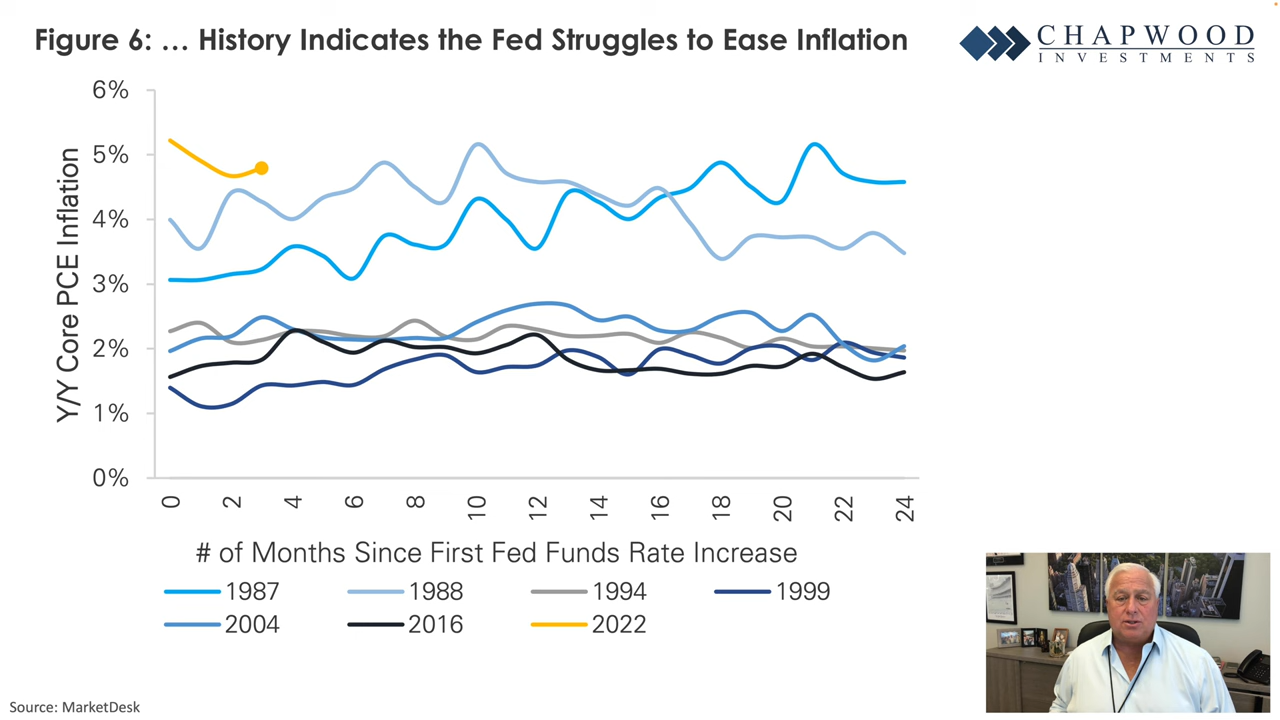 Figure 6: … History Indicates the Fed Struggles to Ease Inflation
CHAPWOOD
INVESTMENTS
Y/Y Core PCE Inflation
6%
5%
4%
3%
2%
1%
0%
0 2 4 6 8 10 12 14 16 18 20 22 24
# of Months Since First Fed Funds Rate Increase
1987 1988 1994 1999
2004 2016 2022
Source: MarketDesk